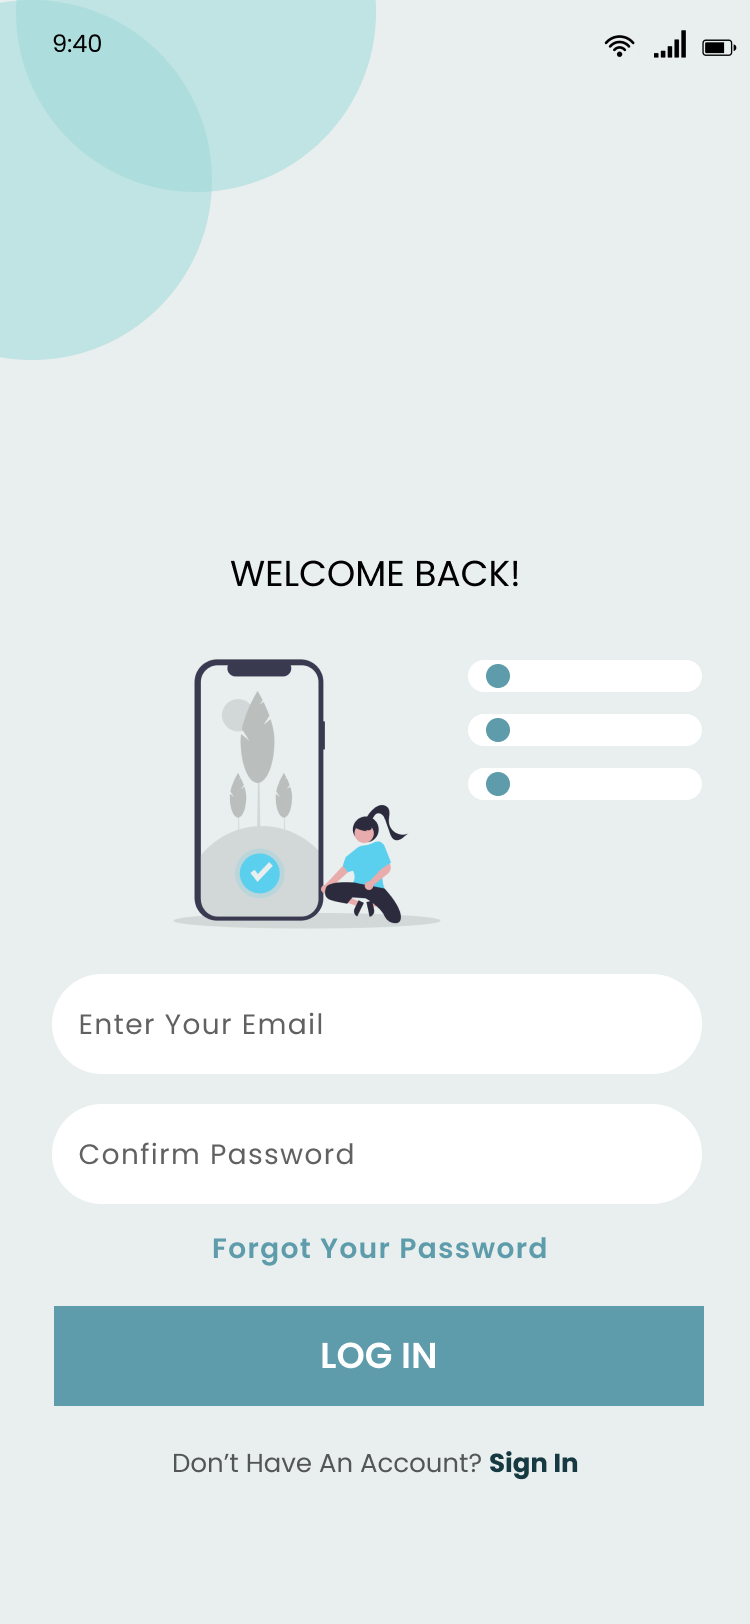 9:40
WELCOME BACK!
Enter Your Email
Confirm Password
Forgot Your Password
LOG IN
Don’t Have An Account? Sign In